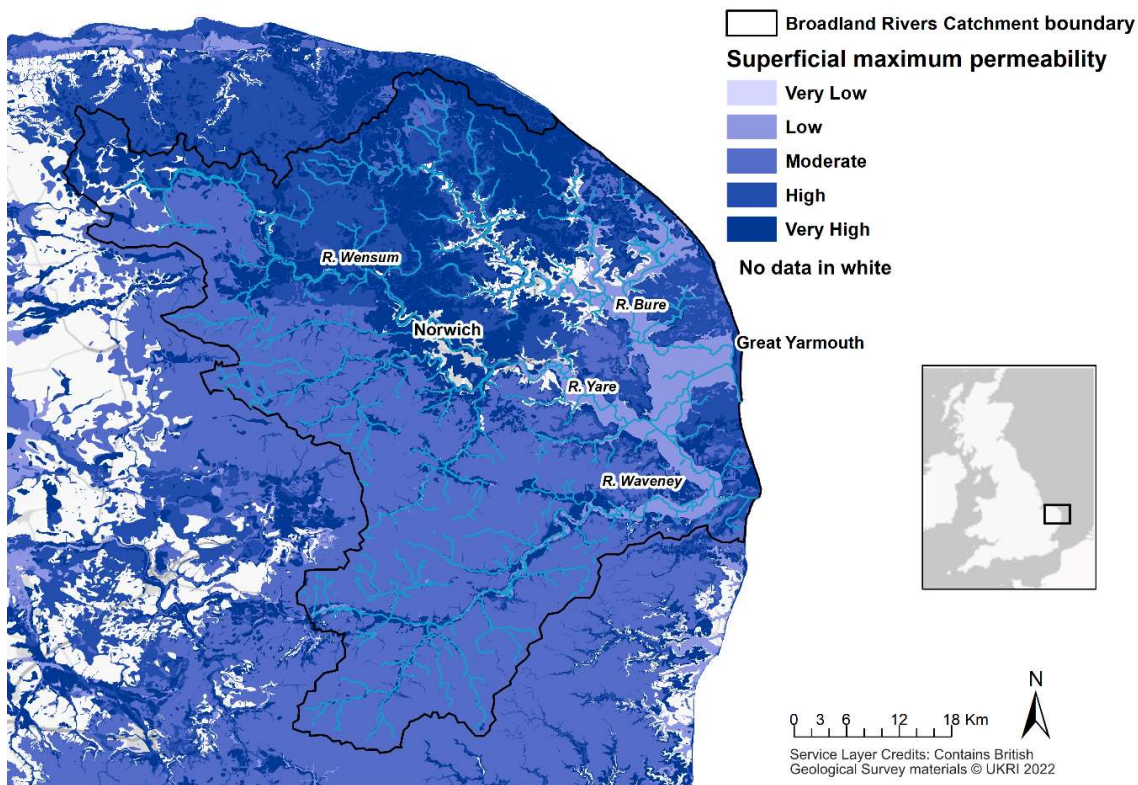 Broadland Rivers Catchment boundary
Superficial maximum permeability
Very Low
Low
Moderate
High
Very High
No data in white
R. Wensum
R. Bure
Norwich
Great Yarmouth
R. Yare
R. Waveney
N
0 3 6 12 18 Km
Service Layer Credits: Contains British
Geological Survey materials © UKRI 2022